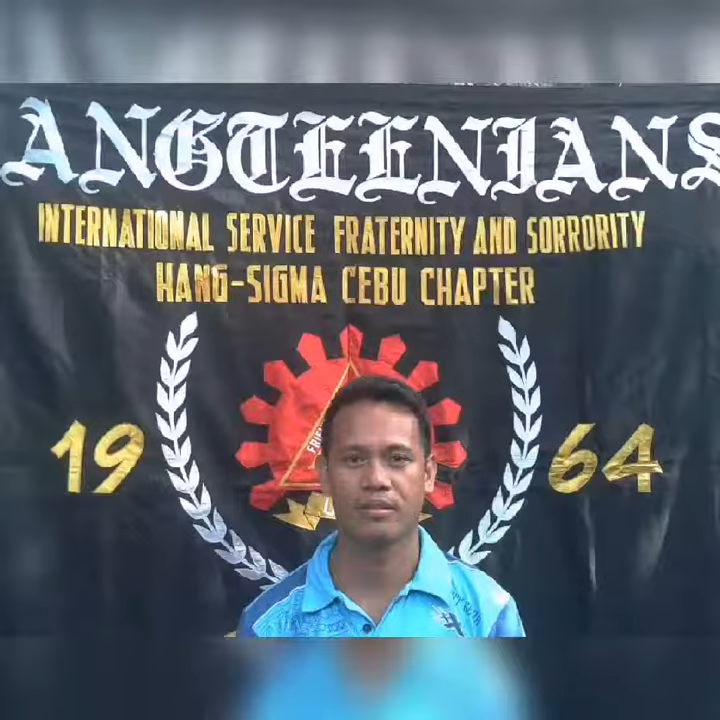 ANGTEENIANS
INTERNATIONAL SERVICE FRATERNITY AND SORRORITY
HANG-SIGMA CEBU CHAPTER
19 64